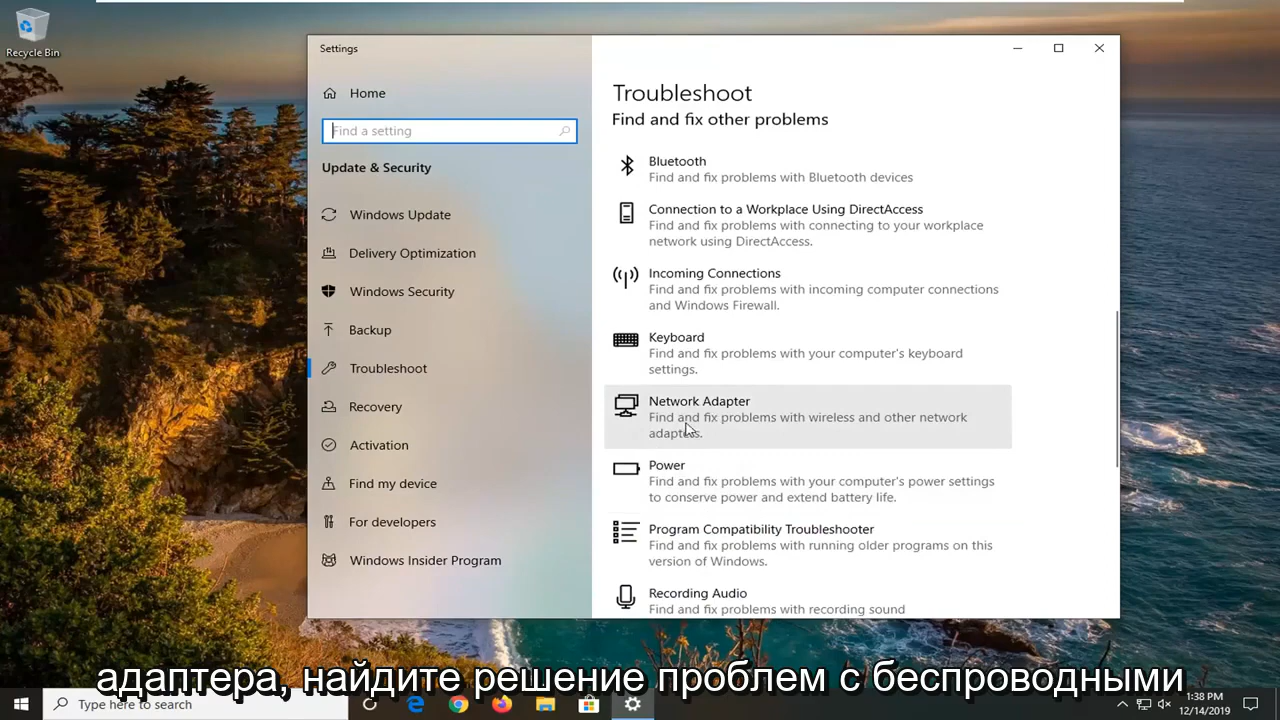 Recycle Bin
Settings
Home
Find a setting
Update & Security
Windows Update
Delivery Optimization
Windows Security
Backup
Troubleshoot
Recovery
Activation
Find my device
For developers
Windows Insider Program
Troubleshoot
Find and fix other problems
Bluetooth
Find and fix problems with Bluetooth devices
Connection to a Workplace Using DirectAccess
Find and fix problems with connecting to your workplace
network using DirectAccess.
Incoming Connections
Find and fix problems with incoming computer connections
and Windows Firewall.
Keyboard
Find and fix problems with your computer's keyboard
settings.
Network Adapter
Find and fix problems with wireless and other network
adapters.
Power
Find and fix problems with your computer's power settings
to conserve power and extend battery life.
Program Compatibility Troubleshooter
Find and fix problems with running older programs on this
version of Windows.
Recording Audio
Find and fix problems with recording sound
адаптера, найдите решение проблем с беспроводными
Type here to search
1:38 PM
12/14/2019